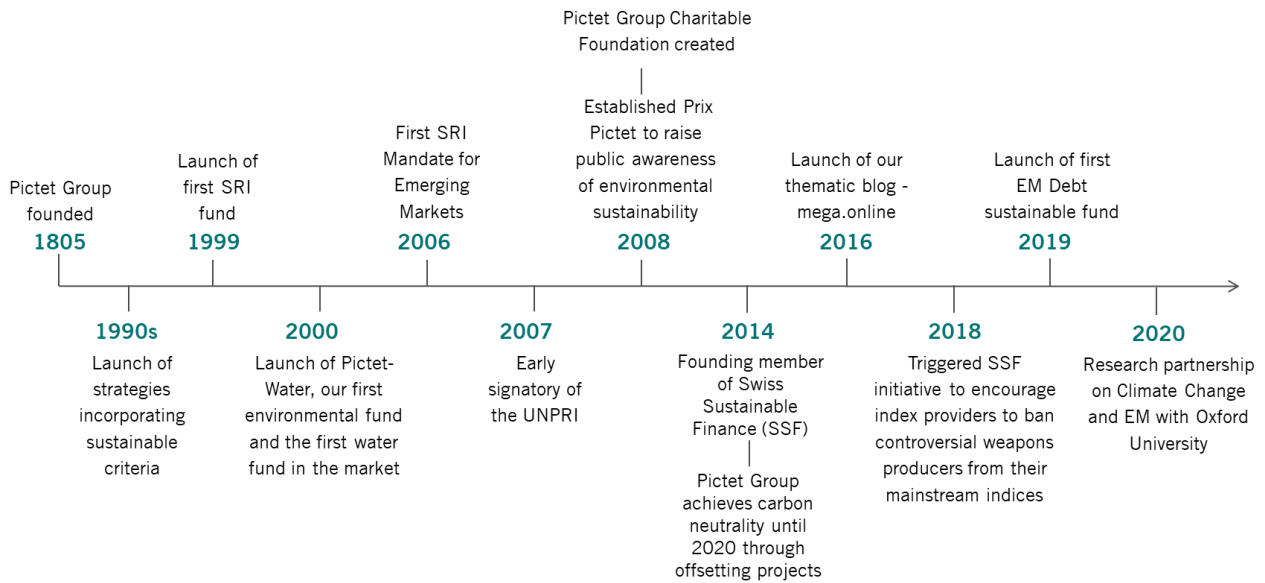 Pictet Group Charitable
Foundation created
Established Prix
Pictet to raise
public awareness
of environmental
sustainability
2008
Pictet Group
founded
1805
Launch of
first SRI
fund
1999
First SRI
Mandate for
Emerging
Markets
2006
Launch of our
thematic blog -
mega.online
2016
Launch of first
EM Debt
sustainable fund
2019
1990s
Launch of
strategies
incorporating
sustainable
criteria
2000
Launch of Pictet-
Water, our first
environmental fund
and the first water
fund in the market
2007
Early
signatory of
the UNPRI
2014
Founding member
of Swiss
Sustainable
Finance (SSF)
Pictet Group
achieves carbon
neutrality until
2020 through
offsetting projects
2018
Triggered SSF
initiative to encourage
index providers to ban
controversial weapons
producers from their
mainstream indices
2020
Research partnership
on Climate Change
and EM with Oxford
University